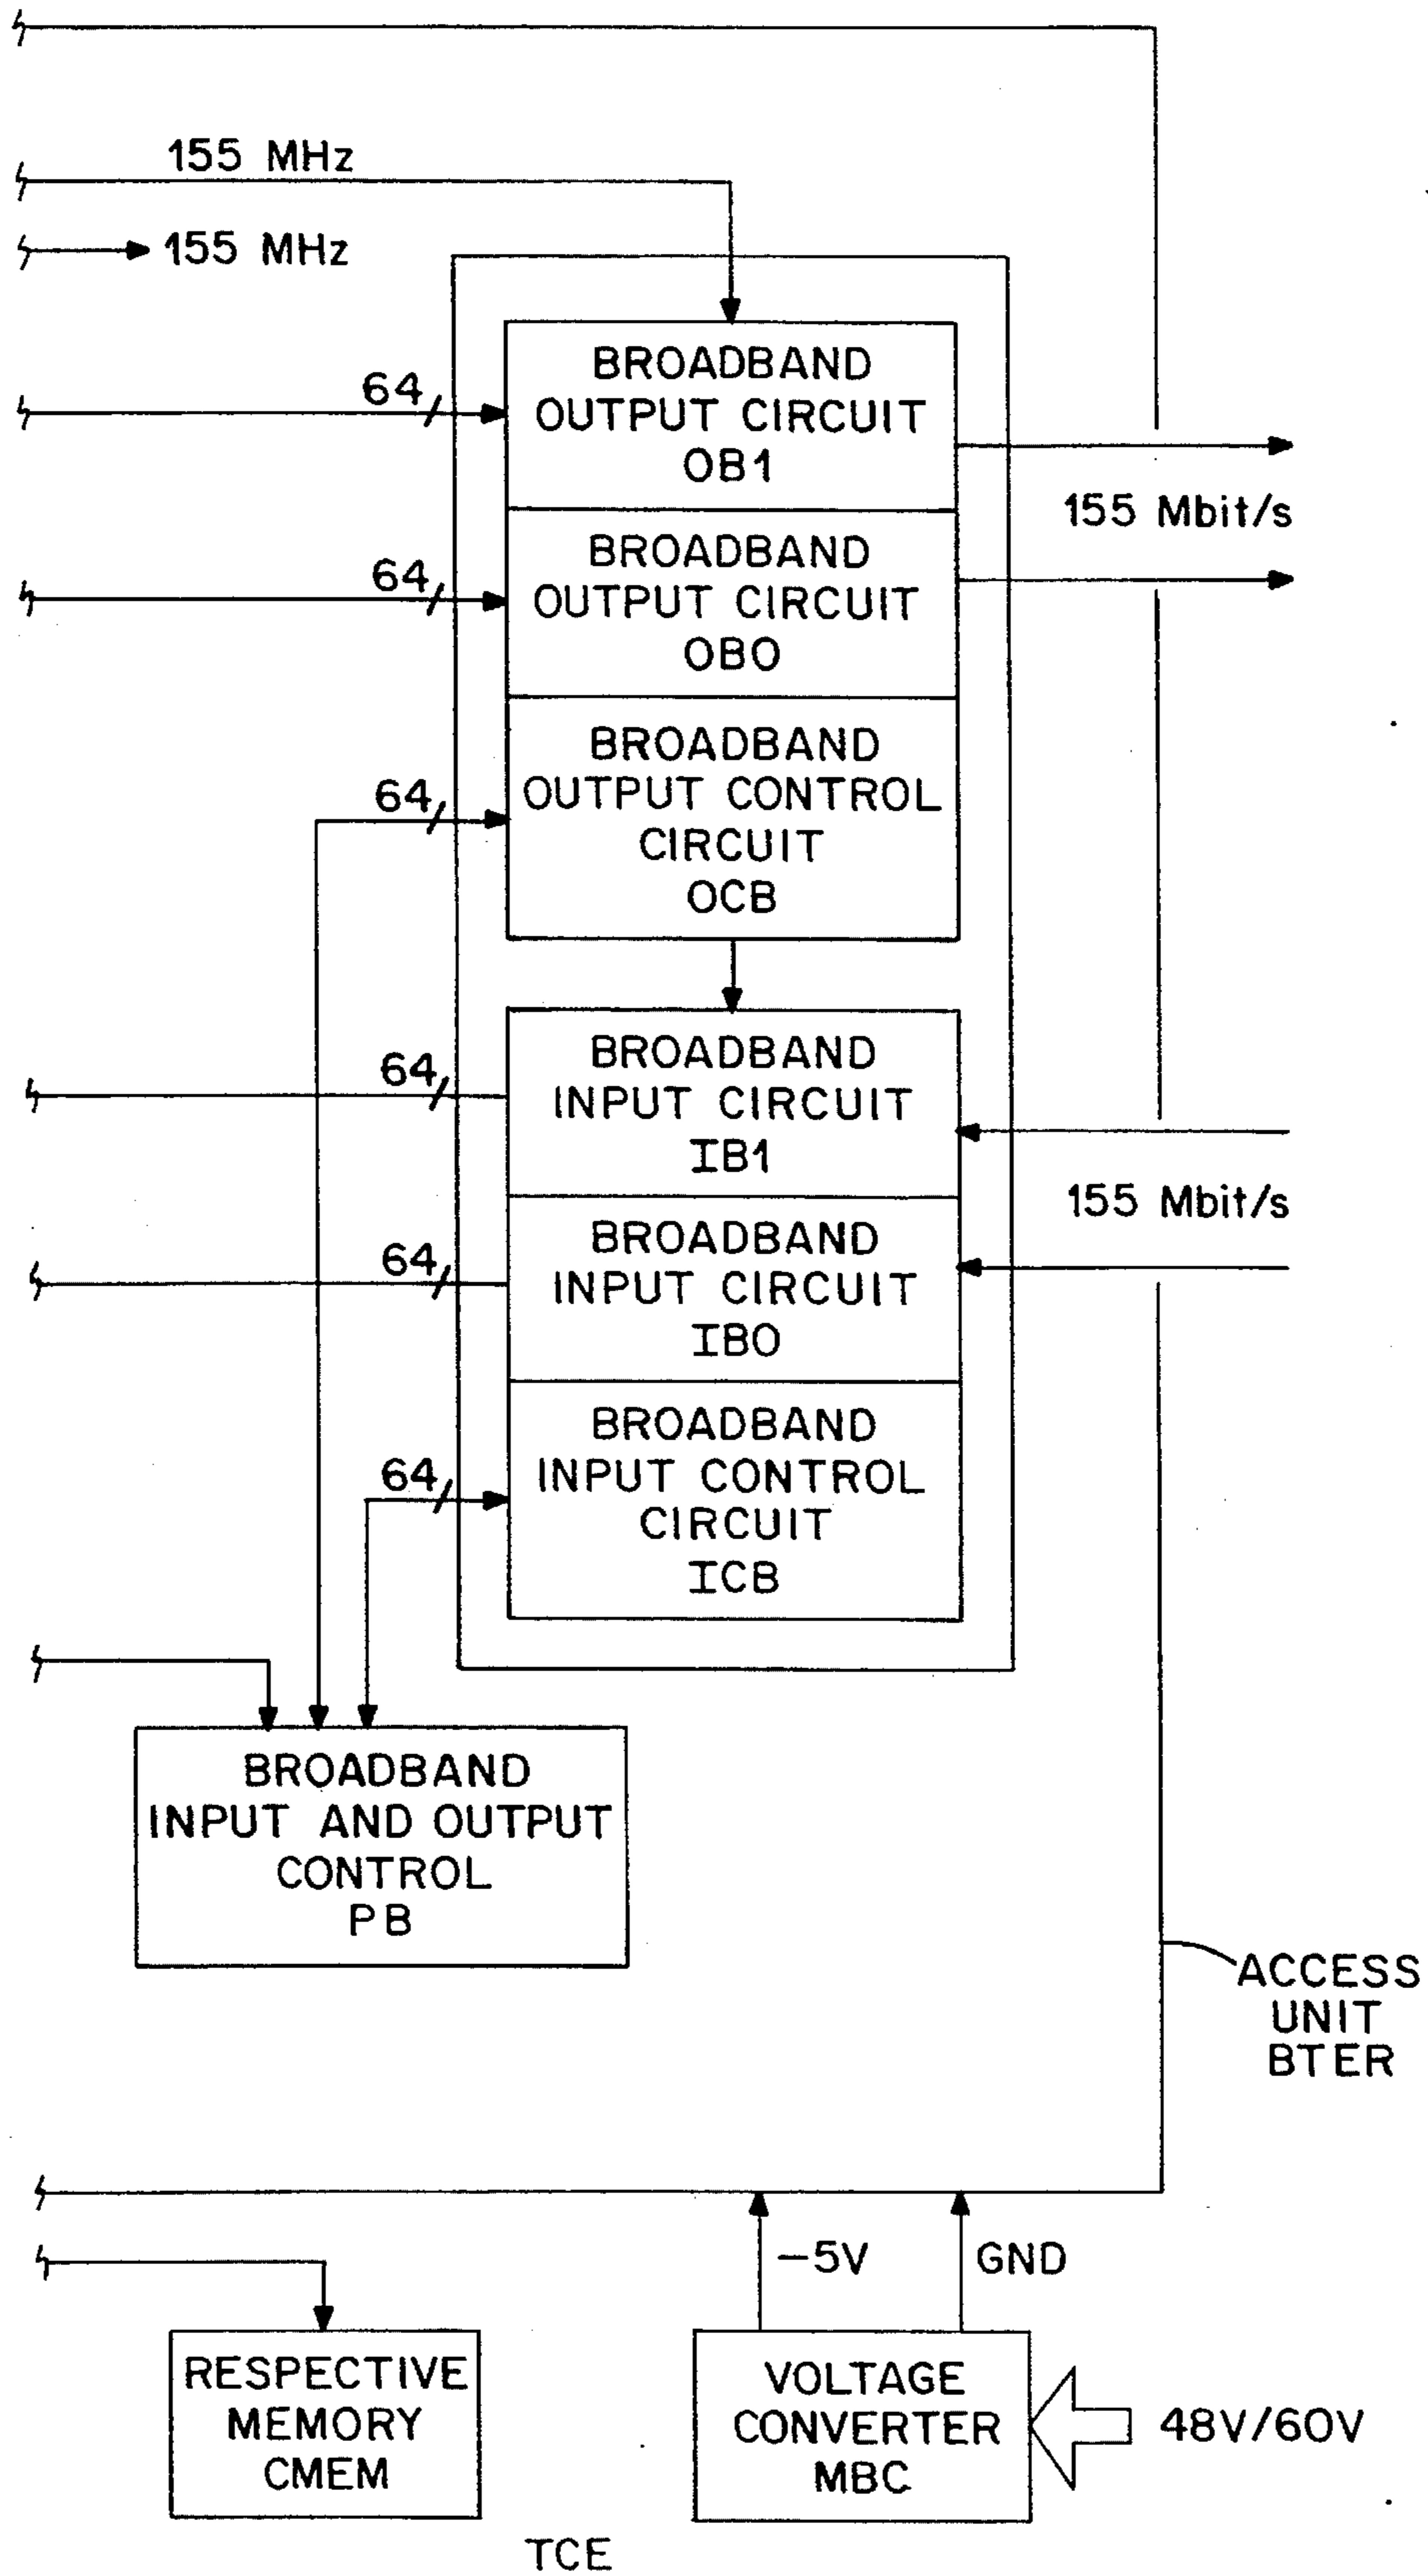 155 MHz
155 MHz
64
BROADBAND
OUTPUT CIRCUIT
OB1
155 Mbit/s
64
BROADBAND
OUTPUT CIRCUIT
OB0
64
BROADBAND
OUTPUT CONTROL
CIRCUIT
OCB
64
BROADBAND
INPUT CIRCUIT
IB1
155 Mbit/s
64
BROADBAND
INPUT CIRCUIT
IB0
64
BROADBAND
INPUT CONTROL
CIRCUIT
ICB
BROADBAND
INPUT AND OUTPUT
CONTROL
PB
ACCESS
UNIT
BTER
-5V
GND
RESPECTIVE
MEMORY
CMEM
VOLTAGE
CONVERTER
MBC
48V/60V
TCE